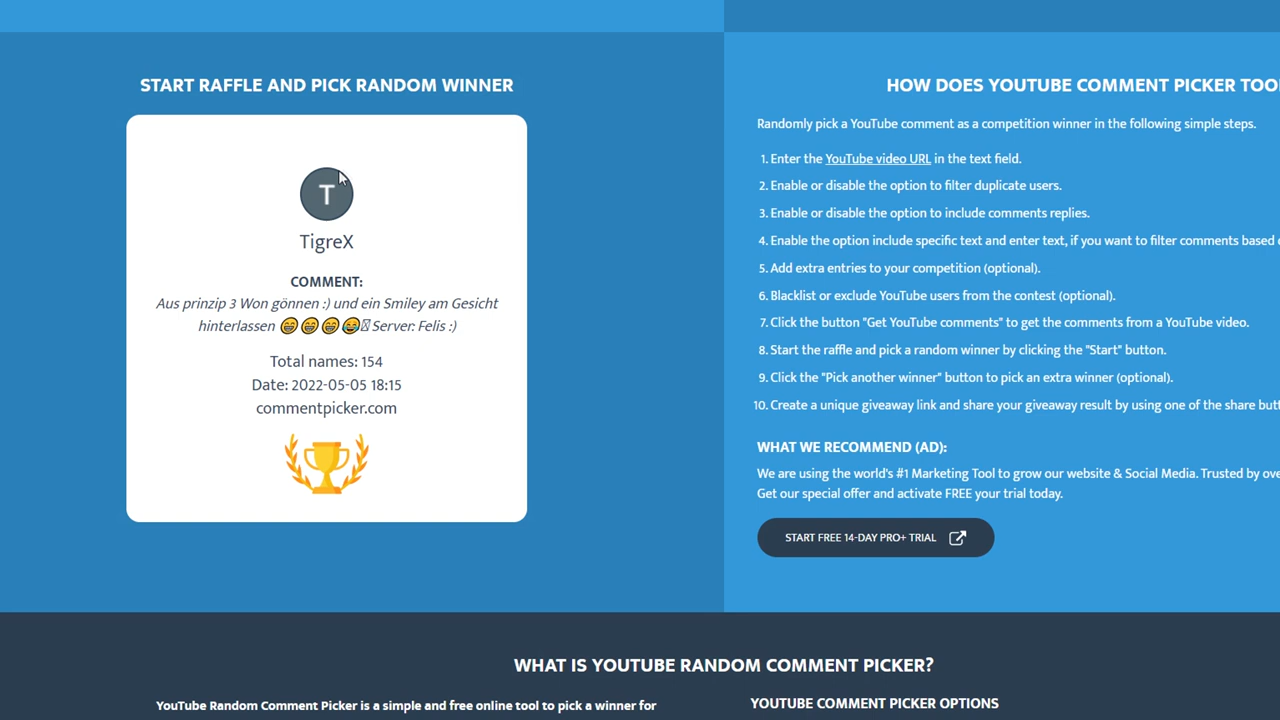 START RAFFLE AND PICK RANDOM WINNER
T
TigreX
COMMENT:
Aus prinzip 3 Won gönnen :) und ein Smiley am Gesicht
hinterlassen 😁😁😁😂 Server: Felis :)
Total names: 154
Date: 2022-05-05 18:15
commentpicker.com
HOW DOES YOUTUBE COMMENT PICKER
Randomly pick a YouTube comment as a competition winner in the following simple steps.
1. Enter the YouTube video URL in the text field.
2. Enable or disable the option to filter duplicate users.
3. Enable or disable the option to include comments replies.
4. Enable the option include specific text and enter text, if you want to filter comments based
5. Add extra entries to your competition (optional).
6. Blacklist or exclude YouTube users from the contest (optional).
7. Click the button "Get YouTube comments" to get the comments from a YouTube video.
8. Start the raffle and pick a random winner by clicking the "Start" button.
9. Click the "Pick another winner" button to pick an extra winner (optional).
10. Create a unique giveaway link and share your giveaway result by using one of the share
WHAT WE RECOMMEND (AD):
We are using the world's #1 Marketing Tool to grow our website & Social Media. Trusted by
Get our special offer and activate FREE your trial today.
START FREE 14-DAY PRO+ TRIAL
WHAT IS YOUTUBE RANDOM COMMENT PICKER?
YouTube Random Comment Picker is a simple and free online tool to pick a winner for
YOUTUBE COMMENT PICKER OPTIONS